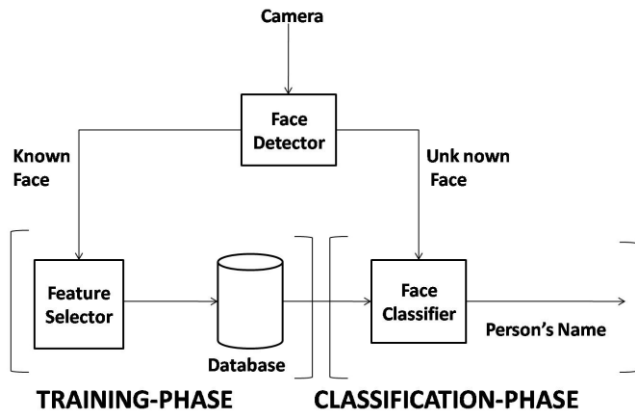 Camera
Face
Detector
Known
Face
Unk nown
Face
Feature
Selector
Database
Face
Classifier
Person's Name
TRAINING-PHASE
CLASSIFICATION-PHASE